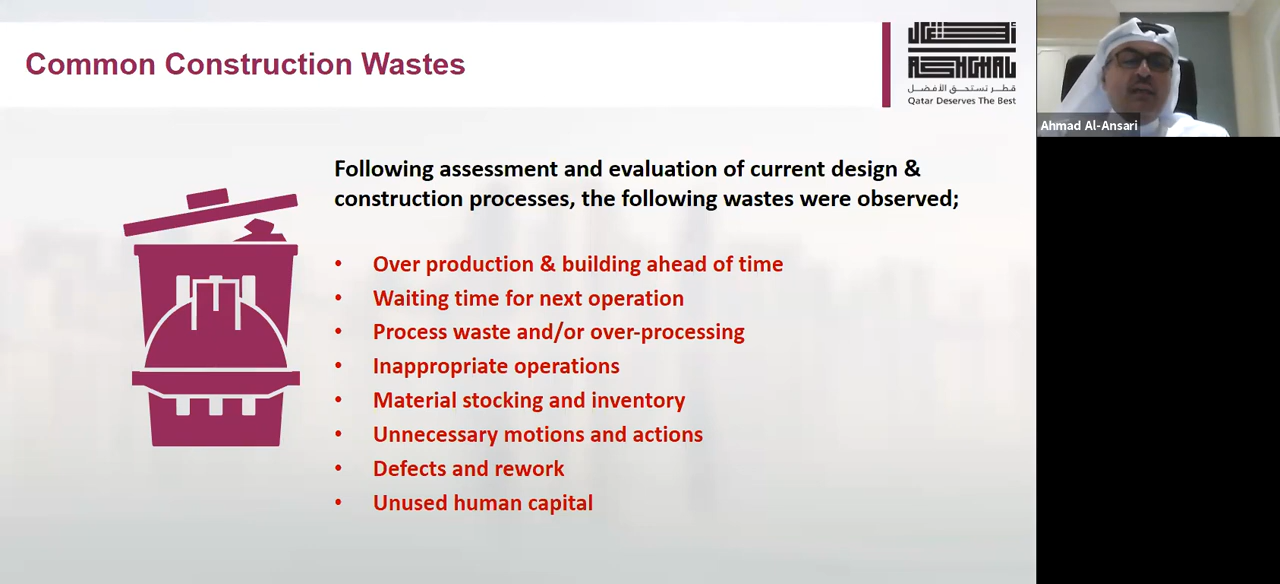 Common Construction Wastes
أشغال
ASHGHAL
قطر تستحق الأفضل
Qatar Deserves The Best
Ahmad Al-Ansari
Following assessment and evaluation of current design &
construction processes, the following wastes were observed;
• Over production & building ahead of time
• Waiting time for next operation
• Process waste and/or over-processing
• Inappropriate operations
• Material stocking and inventory
• Unnecessary motions and actions
• Defects and rework
• Unused human capital